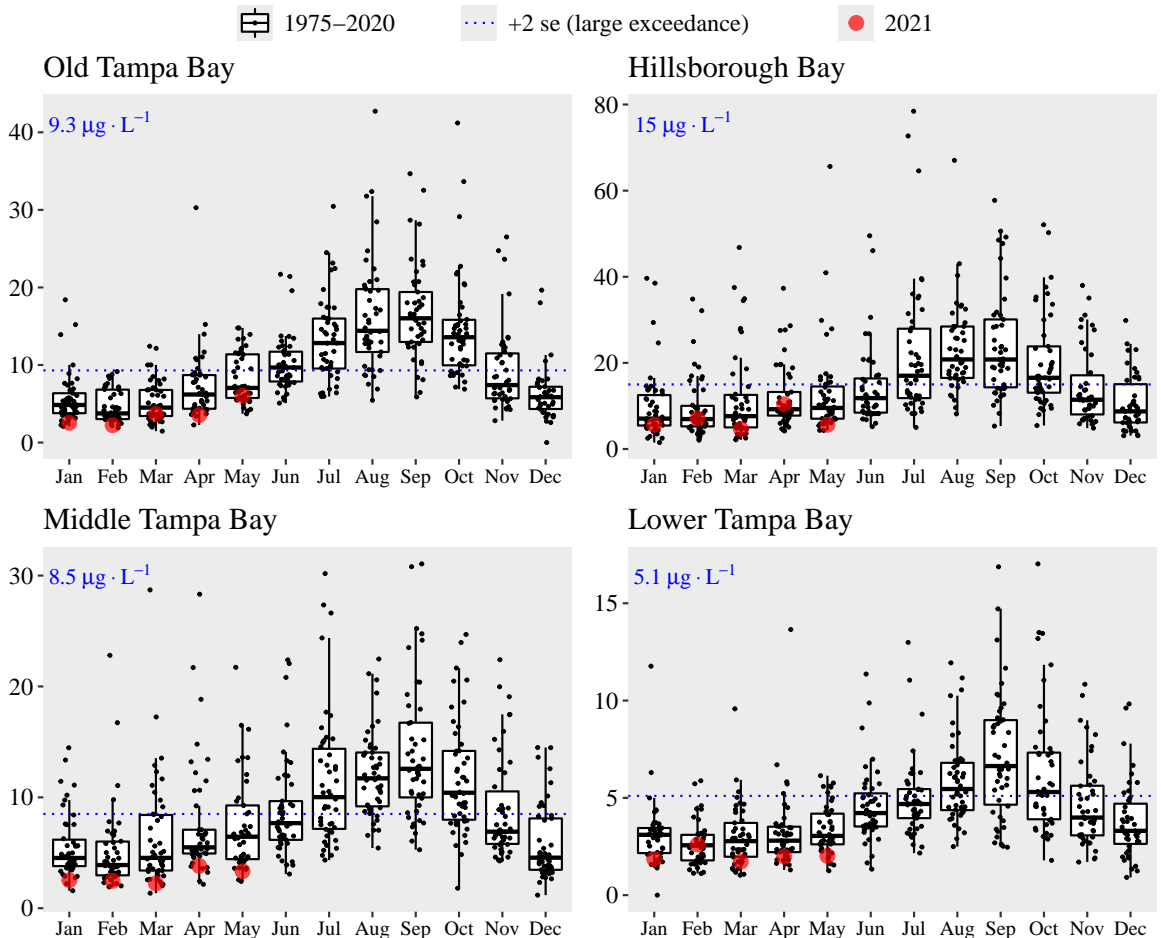 1975–2020 +2 se (large exceedance) 2021
Old Tampa Bay
9.3 μg · L⁻¹
40
30
20
10
0
Jan Feb Mar Apr May Jun Jul Aug Sep Oct Nov Dec
Hillsborough Bay
15 μg · L⁻¹
80
60
40
20
0
Jan Feb Mar Apr May Jun Jul Aug Sep Oct Nov Dec
Middle Tampa Bay
8.5 μg · L⁻¹
30
20
10
0
Jan Feb Mar Apr May Jun Jul Aug Sep Oct Nov Dec
Lower Tampa Bay
5.1 μg · L⁻¹
15
10
5
0
Jan Feb Mar Apr May Jun Jul Aug Sep Oct Nov Dec